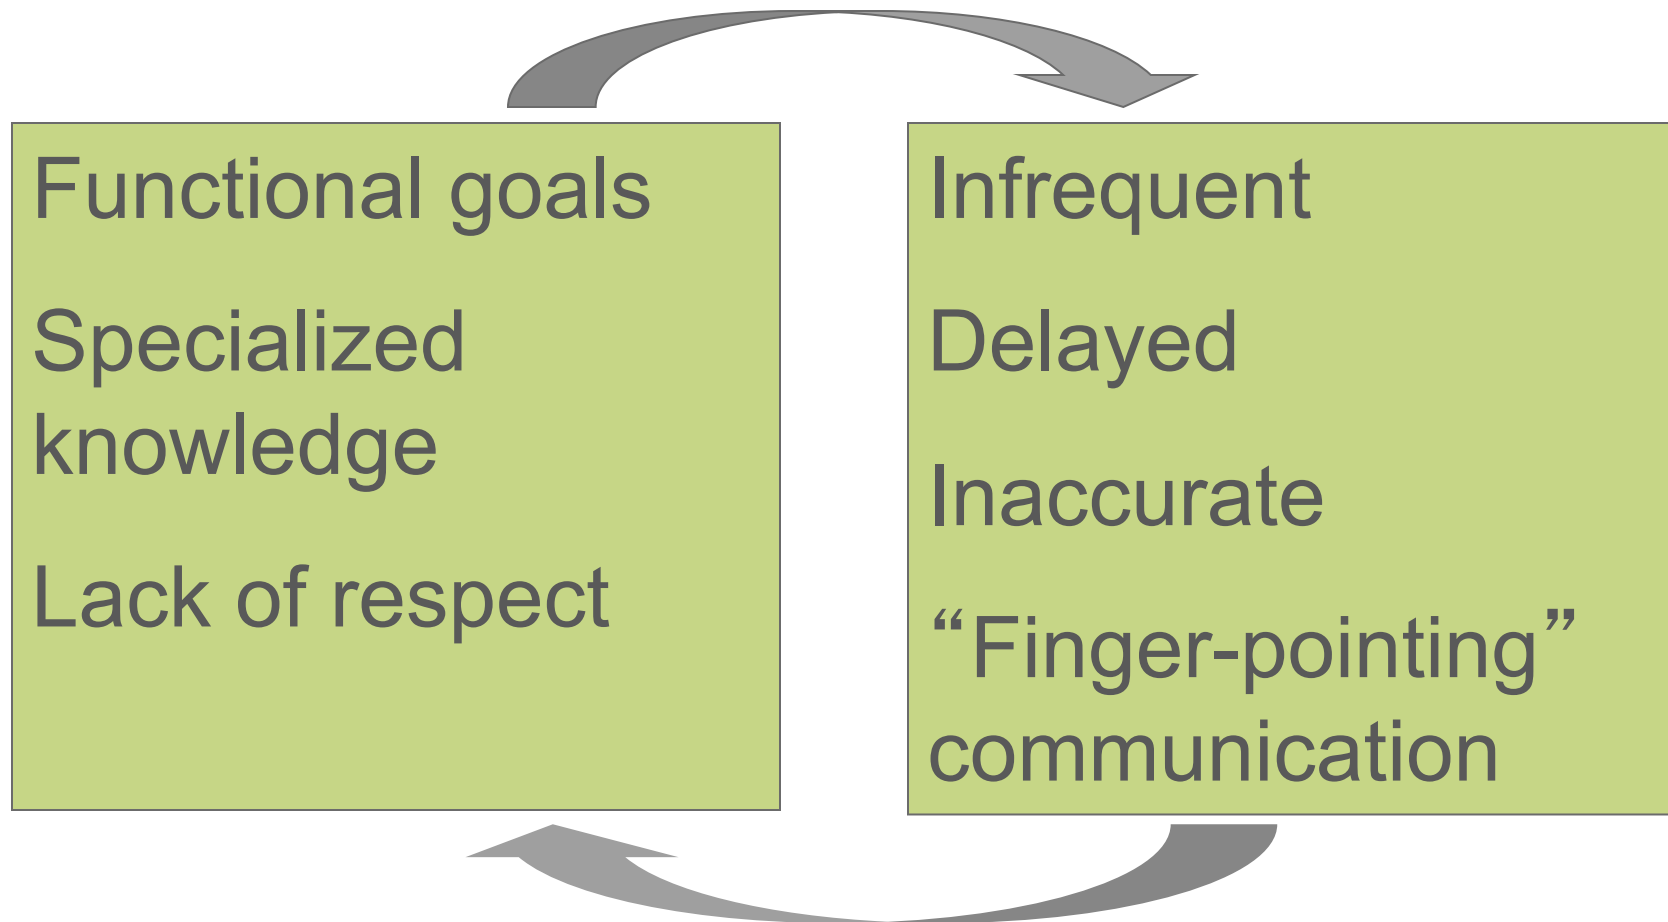 Functional goals
Specialized
knowledge
Lack of respect
Infrequent
Delayed
Inaccurate
“Finger-pointing”
communication